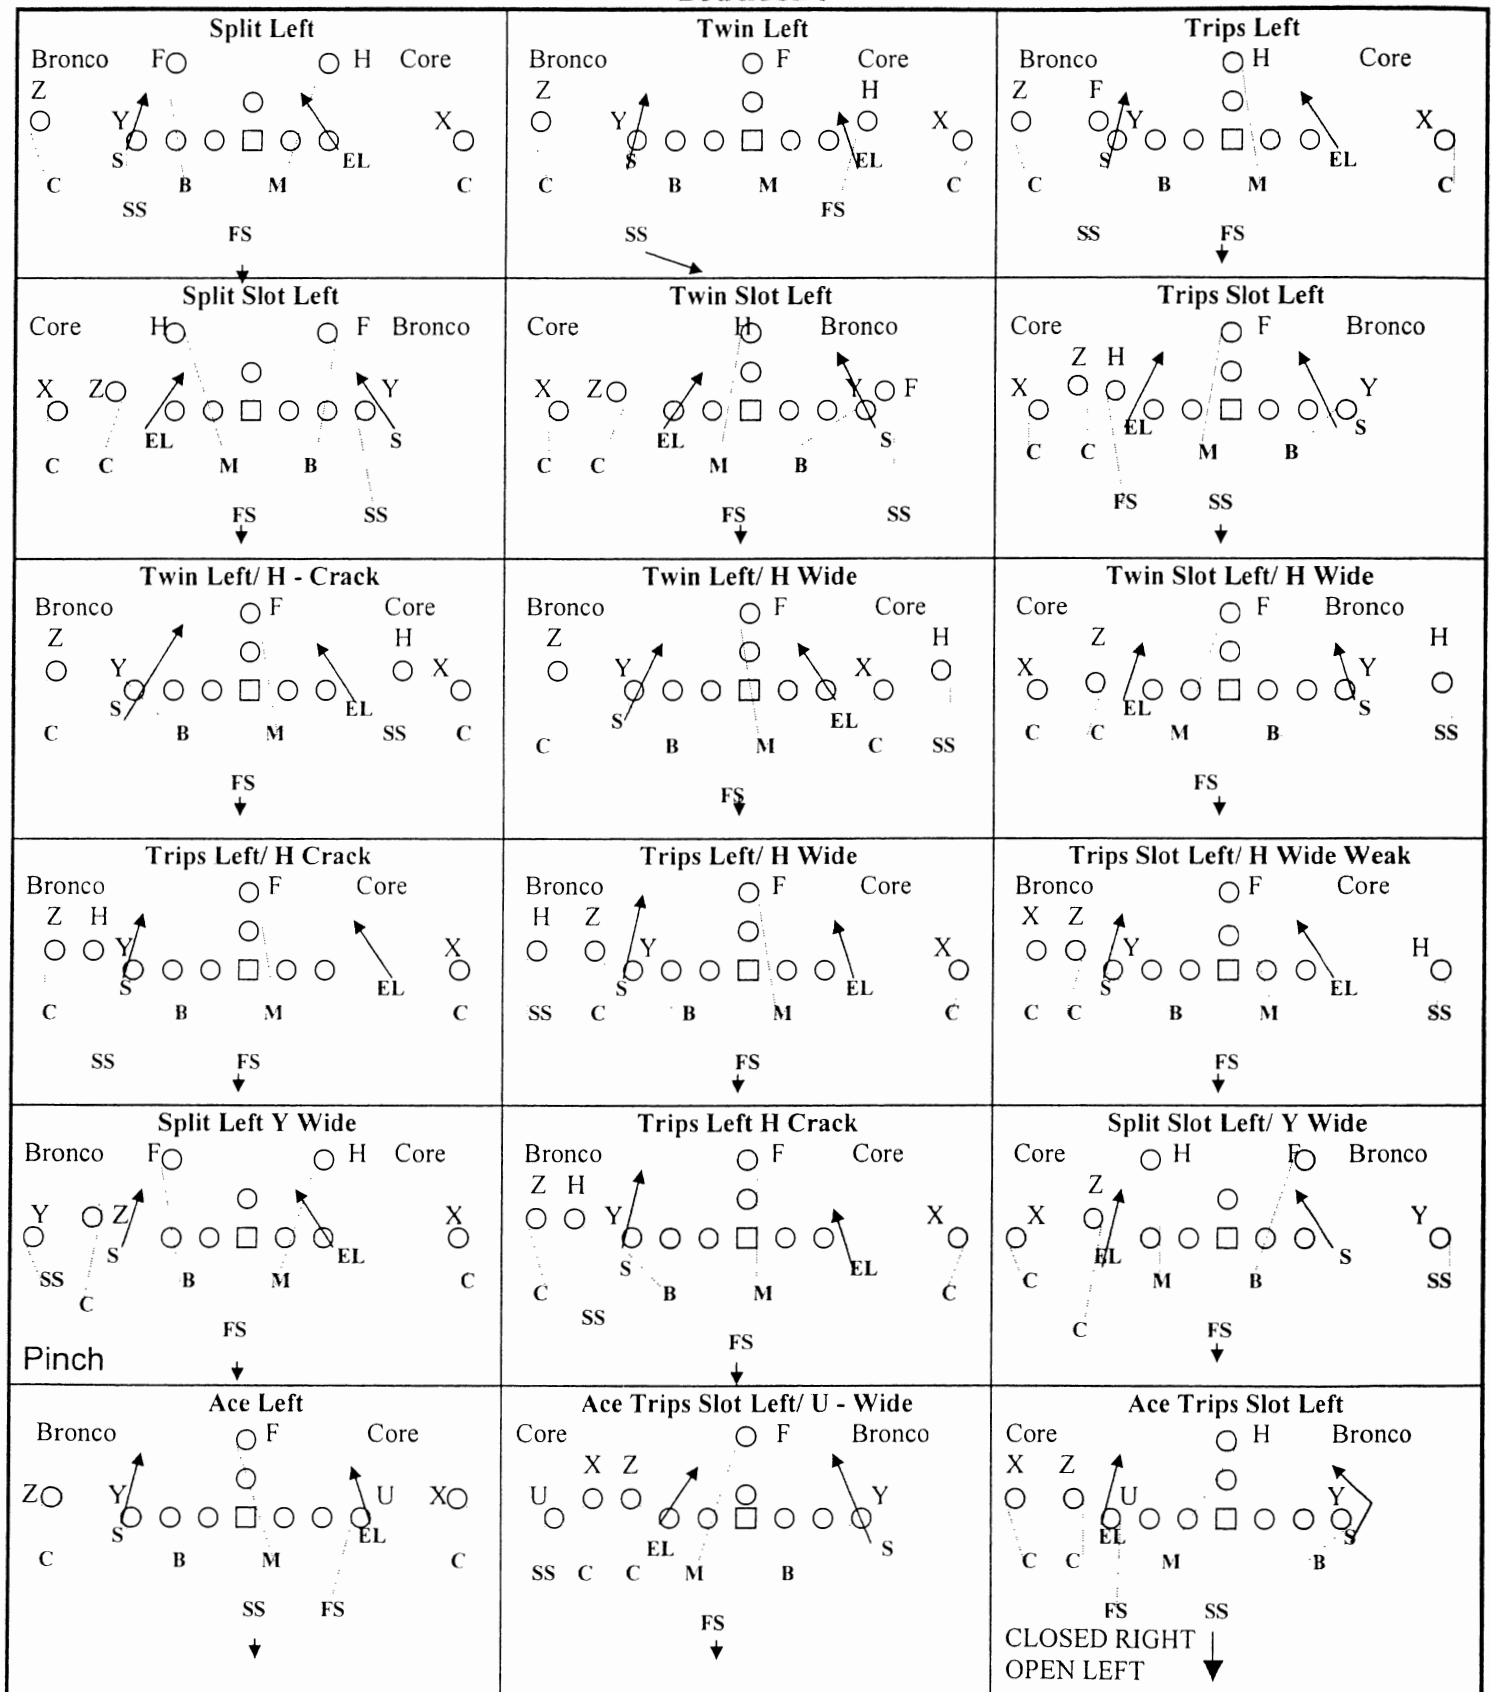 Split Left
Bronco F H Core
Z
Y X
S EL
C B M C
SS
FS
Twin Left
Bronco F Core
Z H
Y X
S EL
C B M C
FS
SS
Trips Left
Bronco H Core
Z F
Y X
S EL
C B M C
SS FS
Split Slot Left
Core H F Bronco
X Z Y
EL S
C C M B
FS SS
Twin Slot Left
Core H Bronco
X Z Y F
EL S
C C M B
FS SS
Trips Slot Left
Core F Bronco
Z H
X Y
EL S
C C M B
FS SS
Twin Left/ H - Crack
Bronco F Core
Z H
Y X
S EL
C B M SS C
FS
Twin Left/ H Wide
Bronco F Core
Z H
Y X
S EL
C B M C SS
FS
Twin Slot Left/ H Wide
Core F Bronco
Z H
X Y
EL S
C C M B SS
FS
Trips Left/ H Crack
Bronco F Core
Z H
Y X
S EL
C B M C
SS FS
Trips Left/ H Wide
Bronco F Core
H Z
Y X
S EL
SS C B M C
FS
Trips Slot Left/ H Wide Weak
Bronco F Core
X Z
Y H
S EL
C C B M SS
FS
Split Left Y Wide
Bronco F H Core
Y Z X
S EL
SS B M C
C
FS
Pinch
Trips Left H Crack
Bronco F Core
Z H
Y X
S EL
C B M C
SS
FS
Split Slot Left/ Y Wide
Core H F Bronco
Z
X Y
EL S
C M B SS
C FS
Ace Left
Bronco F Core
Z Y U X
S EL
C B M C
SS FS
Ace Trips Slot Left/ U - Wide
Core F Bronco
X Z
U Y
EL S
SS C C M B
FS
Ace Trips Slot Left
Core H Bronco
X Z
U Y
EL S
C C M B
FS SS
CLOSED RIGHT
OPEN LEFT